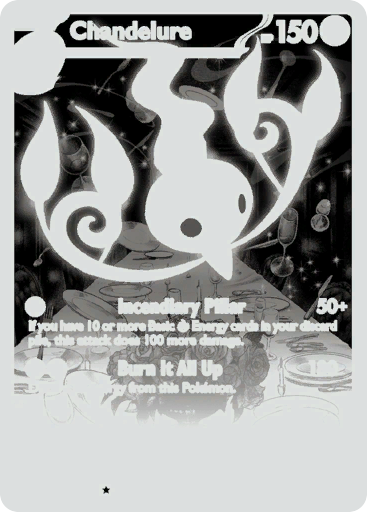 Chandelure HP 150
Incendiary Pillar 50+
If you have 10 or more Basic Energy cards in your discard
pile, this attack does 100 more damage.
Burn It All Up
from this Pokémon.